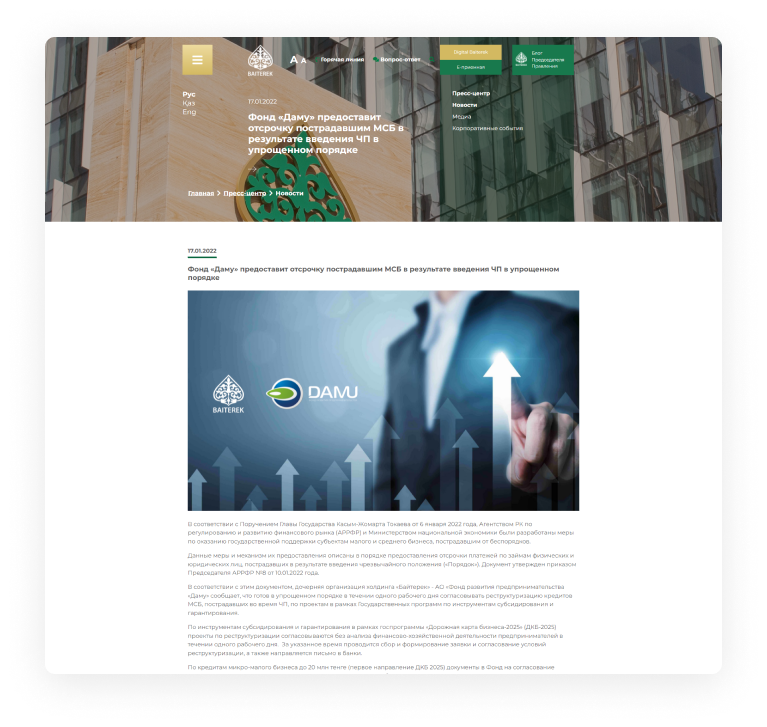 BAITEREK
A A
Горячая линия
Вопрос-ответ
Digital Baiterek
Е-приемная
Блог
Председателя
Правления
Рус
Қаз
Eng
17.01.2022
Фонд «Даму» предоставит
отсрочку пострадавшим МСБ в
результате введения ЧП в
упрощенном порядке
Пресс-центр
Новости
Медиа
Корпоративные события
Главная > Пресс-центр > Новости
17.01.2022
Фонд «Даму» предоставит отсрочку пострадавшим МСБ в результате введения ЧП в упрощенном
порядке
BAITEREK
DAMU
В соответствии с Поручением Главы Государства Касым-Жомарта Токаева от 6 января 2022 года, Агентством РК по
регулированию и развитию финансового рынка (АРРФР) и Министерством национальной экономики были разработаны меры
по оказанию государственной поддержки субъектам малого и среднего бизнеса, пострадавшим от беспорядков.
Данные меры и механизм их предоставления описаны в порядке предоставления отсрочки платежей по займам физических и
юридических лиц, пострадавших в результате введения чрезвычайного положения («Порядок»). Документ утвержден приказом
Председателя АРРФР №8 от 10.01.2022 года.
В соответствии с этим документом, дочерняя организация холдинга «Байтерек» - АО «Фонд развития предпринимательства
«Даму» сообщает, что готов в упрощенном порядке в течении одного рабочего дня согласовывать реструктуризацию кредитов
МСБ, пострадавших во время ЧП, по проектам в рамках Государственных программ по инструментам субсидирования и
гарантирования.
По инструментам субсидирования и гарантирования в рамках госпрограммы «Дорожная карта бизнеса-2025» (ДКБ-2025)
проекты по реструктуризации согласовываются без анализа финансово-хозяйственной деятельности предпринимателей в
течении одного рабочего дня. За указанное время проводится сбор и формирование заявки и согласование условий
реструктуризации, а также направляется письмо в банки.
По кредитам микро-малого бизнеса до 20 млн тенге (первое направление ДКБ 2025) документы в Фонд на согласование